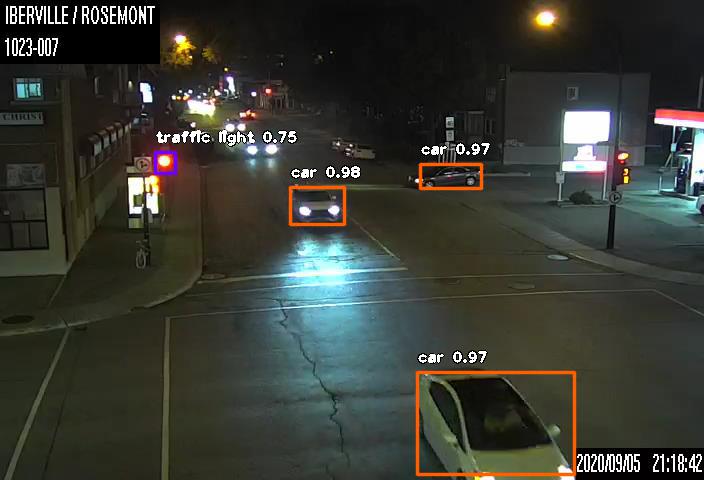 IBERVILLE / ROSEMONT
1023-007
traffic light 0.75
car 0.97
car 0.98
CHRIST
car 0.97
2020/09/05 21:18:42